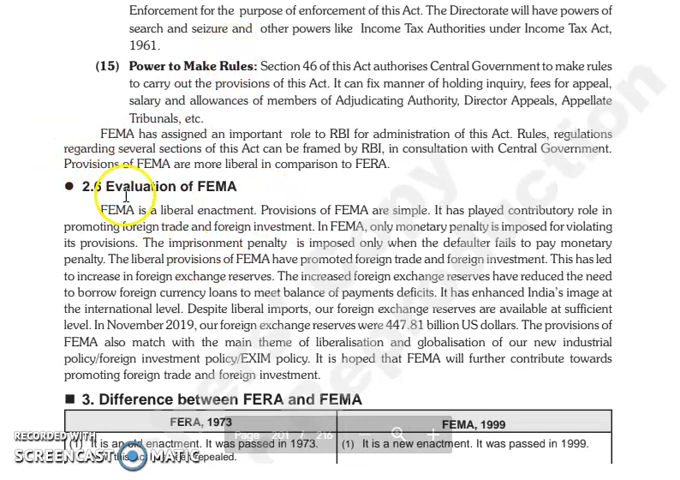 Enforcement for the purpose of enforcement of this Act. The Directorate will have powers of
search and seizure and other powers like Income Tax Authorities under Income Tax Act,
1961.
(15) Power to Make Rules: Section 46 of this Act authorises Central Government to make rules
to carry out the provisions of this Act. It can fix manner of holding inquiry, fees for appeal,
salary and allowances of members of Adjudicating Authority, Director Appeals, Appellate
Tribunals, etc.
FEMA has assigned an important role to RBI for administration of this Act. Rules, regulations
regarding several sections of this Act can be framed by RBI, in consultation with Central Government.
Provisions of FEMA are more liberal in comparison to FERA.
● 2.6 Evaluation of FEMA
FEMA is a liberal enactment. Provisions of FEMA are simple. It has played contributory role in
promoting foreign trade and foreign investment. In FEMA, only monetary penalty is imposed for violating
its provisions. The imprisonment penalty is imposed only when the defaulter fails to pay monetary
penalty. The liberal provisions of FEMA have promoted foreign trade and foreign investment. This has led
to increase in foreign exchange reserves. The increased foreign exchange reserves have reduced the need
to borrow foreign currency loans to meet balance of payments deficits. It has enhanced India's image at
the international level. Despite liberal imports, our foreign exchange reserves are available at sufficient
level. In November 2019, our foreign exchange reserves were 447.81 billion US dollars. The provisions of
FEMA also match with the main theme of liberalisation and globalisation of our new industrial
policy/foreign investment policy/EXIM policy. It is hoped that FEMA will further contribute towards
promoting foreign trade and foreign investment.
■ 3. Difference between FERA and FEMA
FERA, 1973 FEMA, 1999
Page 201 / 216
(1) It is an old enactment. It was passed in 1973. (1) It is a new enactment. It was passed in 1999.
repealed.
RECORDED WITH
SCREENCAST MATIC